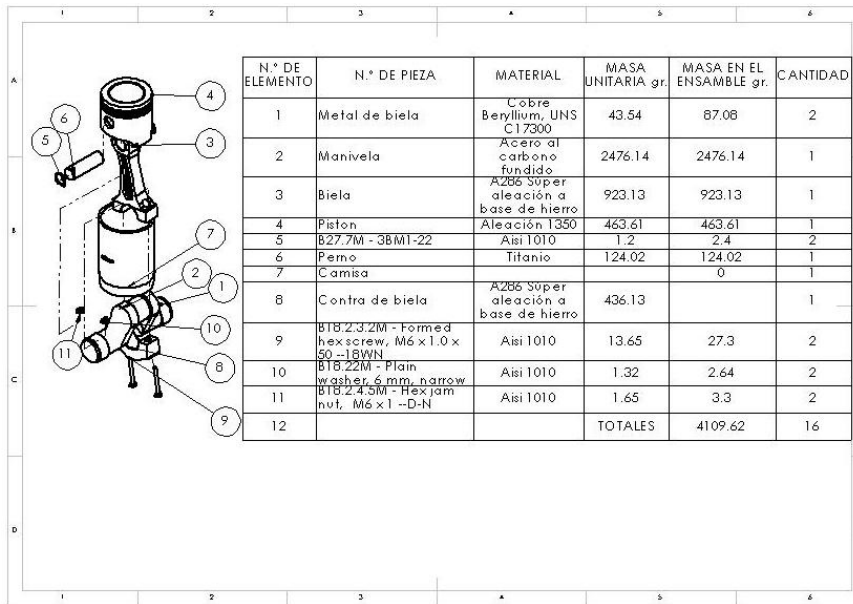 1 2 3 4 5 6
A
B
C
D
4
6
5
3
7
2
1
10
11
8
9
N.º DE ELEMENTO N.º DE PIEZA MATERIAL MASA UNITARIA gr. MASA EN EL ENSAMBLE gr. CANTIDAD
1 Metal de biela Cobre Beryllium, UNS C17300 43.54 87.08 2
2 Manivela Acero al carbono fundido 2476.14 2476.14 1
3 Biela A286 Súper aleación a base de hierro 923.13 923.13 1
4 Piston Aleación 1350 463.61 463.61 1
5 B27.7M - 3BM1-22 Aisi 1010 1.2 2.4 2
6 Perno Titanio 124.02 124.02 1
7 Camisa 0 1
8 Contra de biela A286 Súper aleación a base de hierro 436.13 1
9 B18.2.3.2M - Formed hex screw, M6 x 1.0 x 50 --18WN Aisi 1010 13.65 27.3 2
10 B18.22M - Plain washer, 6 mm, narrow Aisi 1010 1.32 2.64 2
11 B18.2.4.5M - Hex jam nut, M6 x 1 --D-N Aisi 1010 1.65 3.3 2
12 TOTALES 4109.62 16
1 2 3 4 5 6